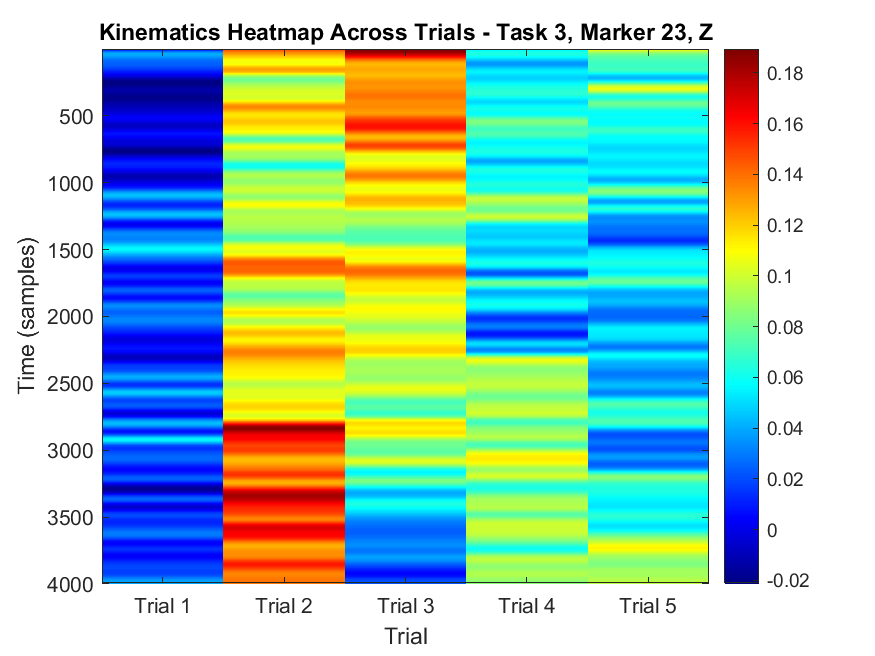 Kinematics Heatmap Across Trials - Task 3, Marker 23, Z
Time (samples)
500
1000
1500
2000
2500
3000
3500
4000
Trial 1
Trial 2
Trial 3
Trial 4
Trial 5
Trial
0.18
0.16
0.14
0.12
0.1
0.08
0.06
0.04
0.02
0
-0.02